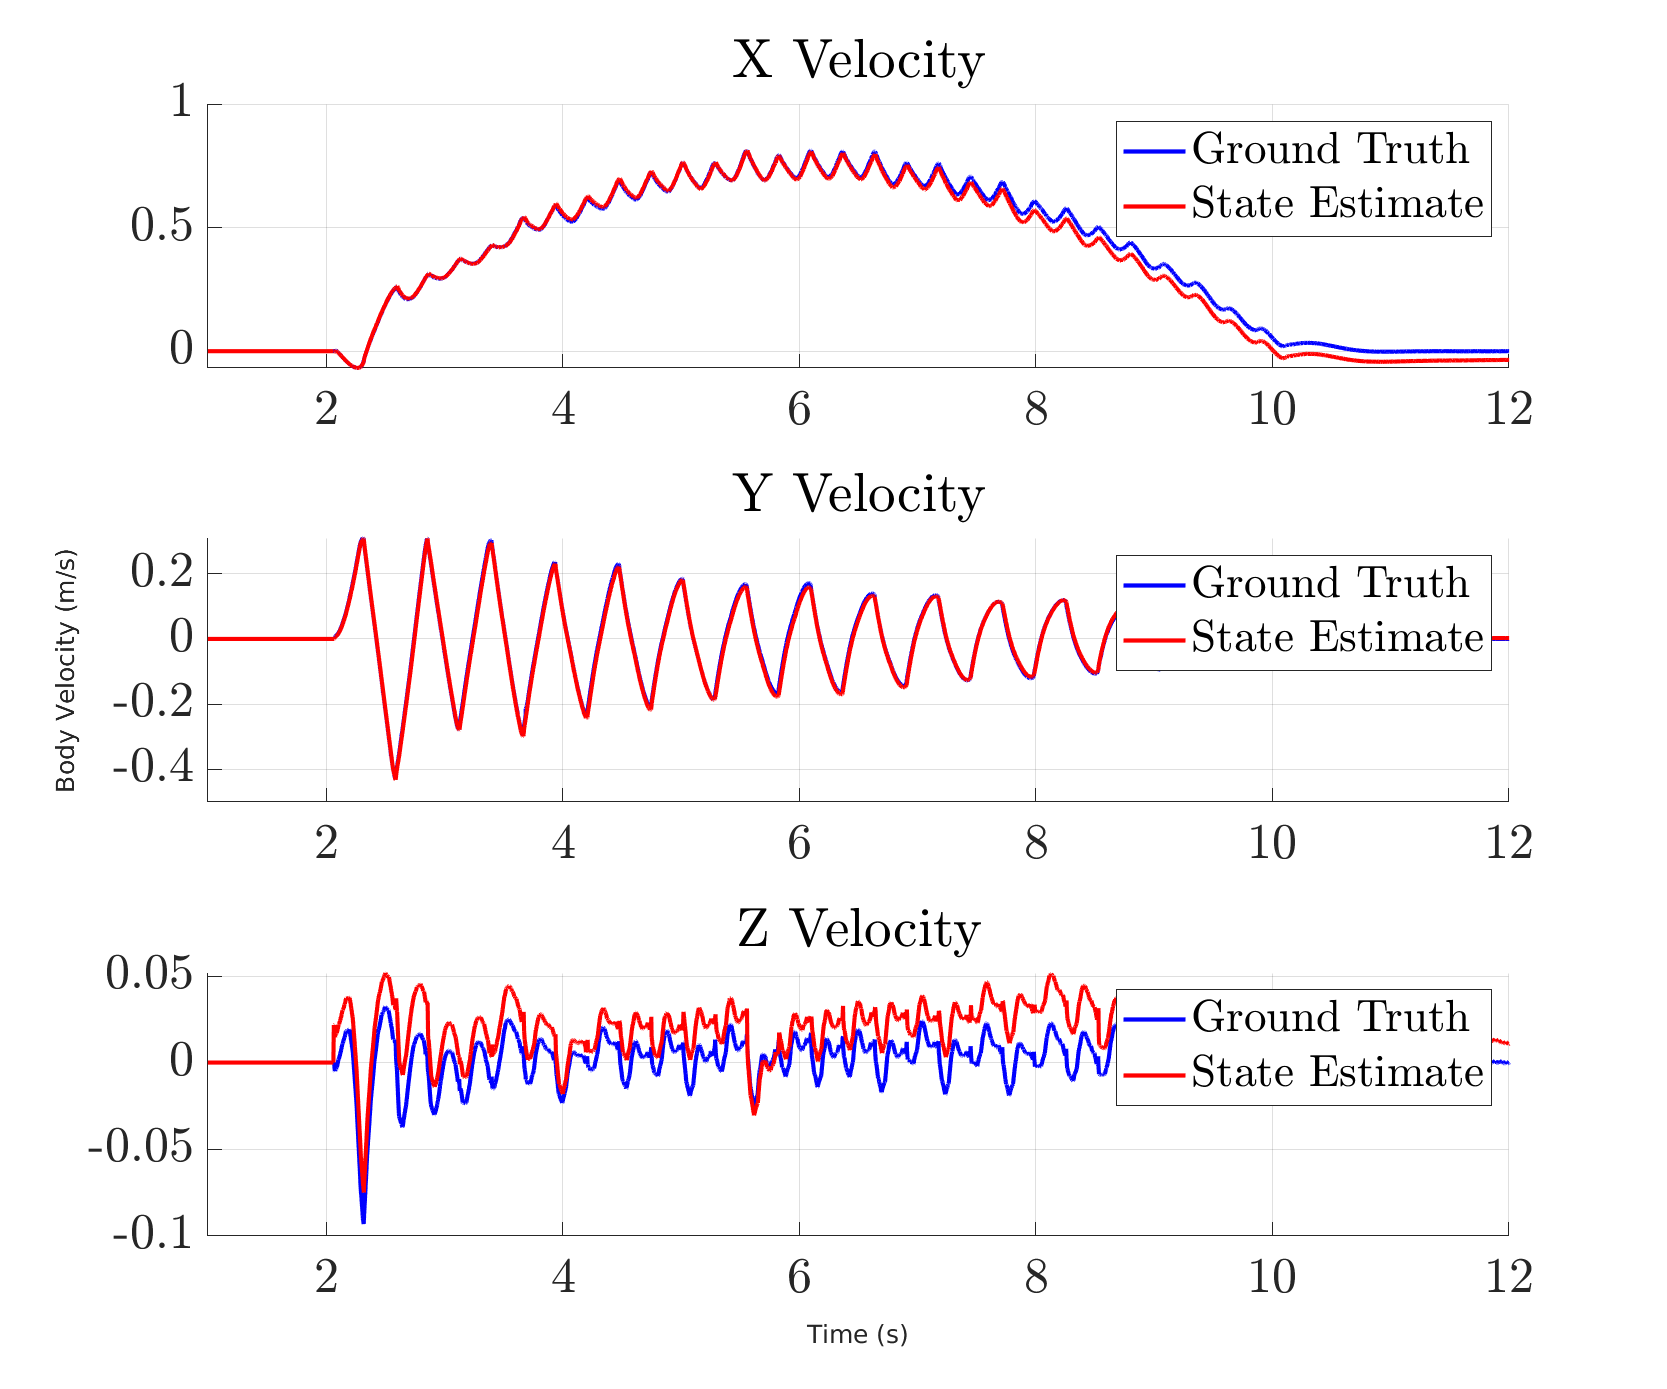 X Velocity
1
0.5
0
Ground Truth
State Estimate
2 4 6 8 10 12
Y Velocity
Body Velocity (m/s)
0.2
0
-0.2
-0.4
Ground Truth
State Estimate
2 4 6 8 10 12
Z Velocity
0.05
0
-0.05
-0.1
Ground Truth
State Estimate
2 4 6 8 10 12
Time (s)